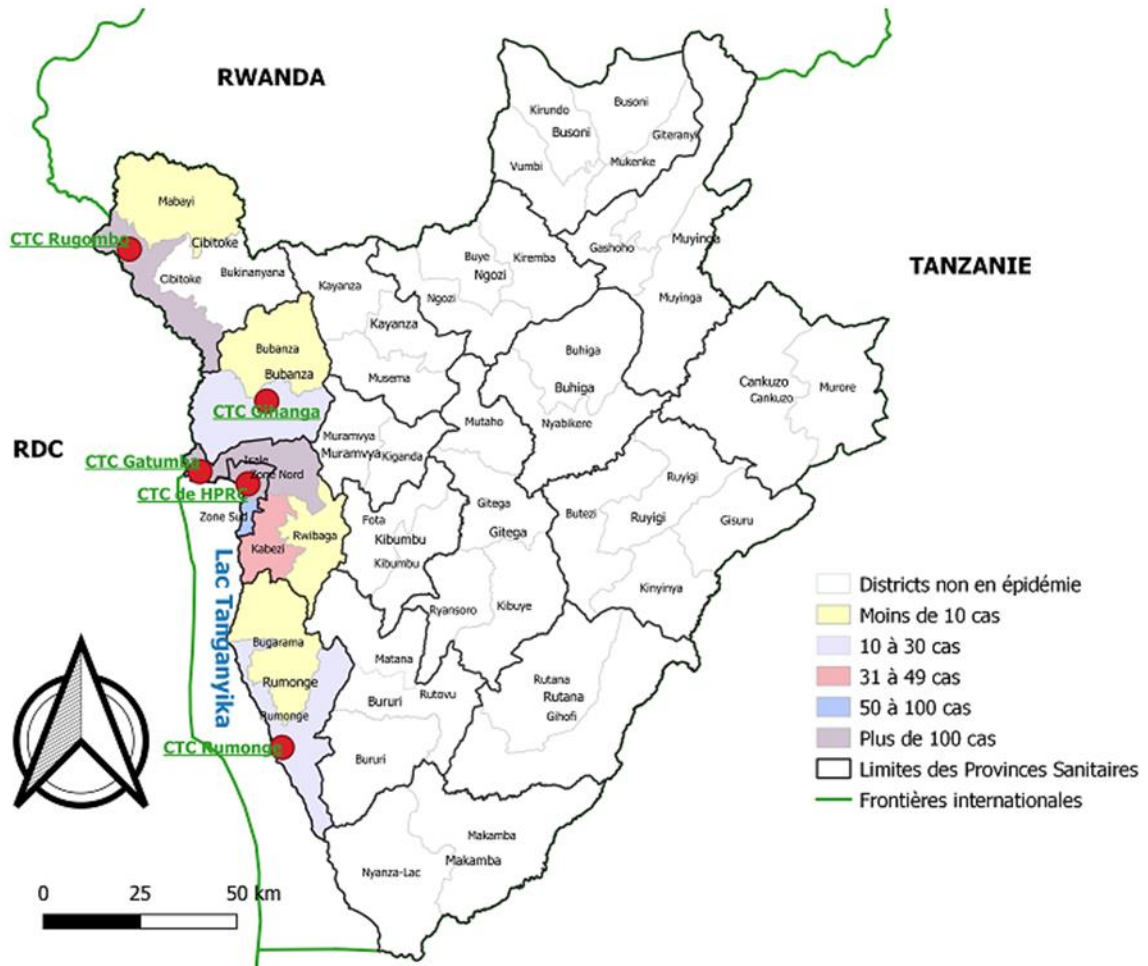 RWANDA
Kirundo
Busoni
Busoni
Giteranyi
Vumbi
Mukenke
Mabayi
CTC Rugombo
Cibitoke
Cibitoke
Bukinanyana
Buye
Ngozi
Kiremba
Ngozi
Gashoho
Muyinga
Muyinga
TANZANIE
Kayanza
Kayanza
Musema
Bubanza
Bubanza
CTC Gihanga
Buhiga
Buhiga
Nyabikere
Cankuzo
Cankuzo
Murore
RDC
CTC Gatumba
Isale
Zone Nord
CTC de HPRC
Zone Sud
Muramvya
Muramvya
Kiganda
Mutaho
Gitega
Gitega
Ruyigi
Ruyigi
Butezi
Gisuru
Kinyinya
Kabezi
Rwibaga
Fota
Kibumbu
Kibumbu
Ryansoro
Kibuye
Lac Tanganyika
Bugarama
Rumonge
Rumonge
CTC Rumonge
Matana
Bururi
Rutovu
Bururi
Rutana
Rutana
Gihofi
Makamba
Makamba
Nyanza-Lac
Districts non en épidémie
Moins de 10 cas
10 à 30 cas
31 à 49 cas
50 à 100 cas
Plus de 100 cas
Limites des Provinces Sanitaires
Frontières internationales
0 25 50 km